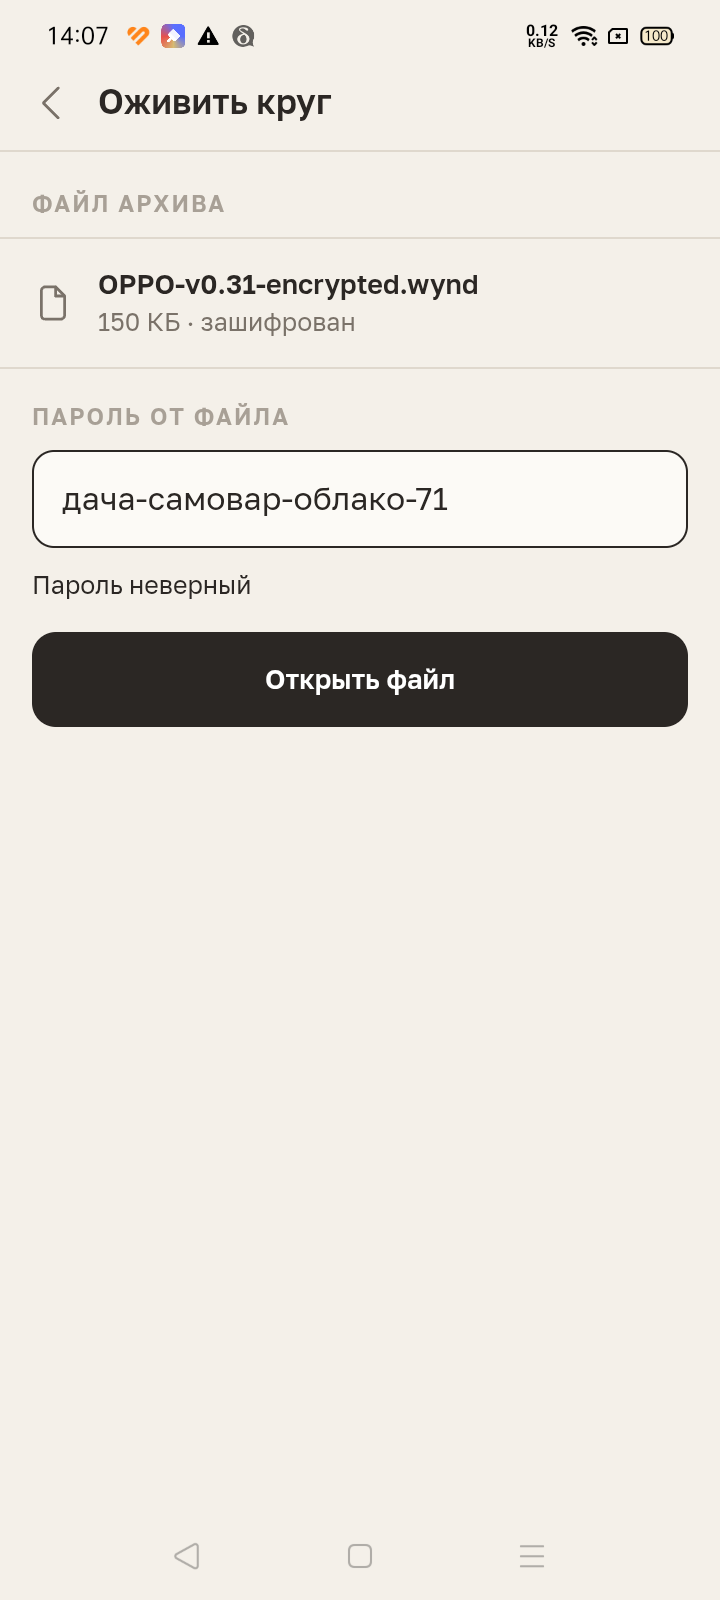 14:07
0.12
KB/S
100
Оживить круг
ФАЙЛ АРХИВА
OPPO-v0.31-encrypted.wynd
150 КБ · зашифрован
ПАРОЛЬ ОТ ФАЙЛА
дача-самовар-облако-71
Пароль неверный
Открыть файл